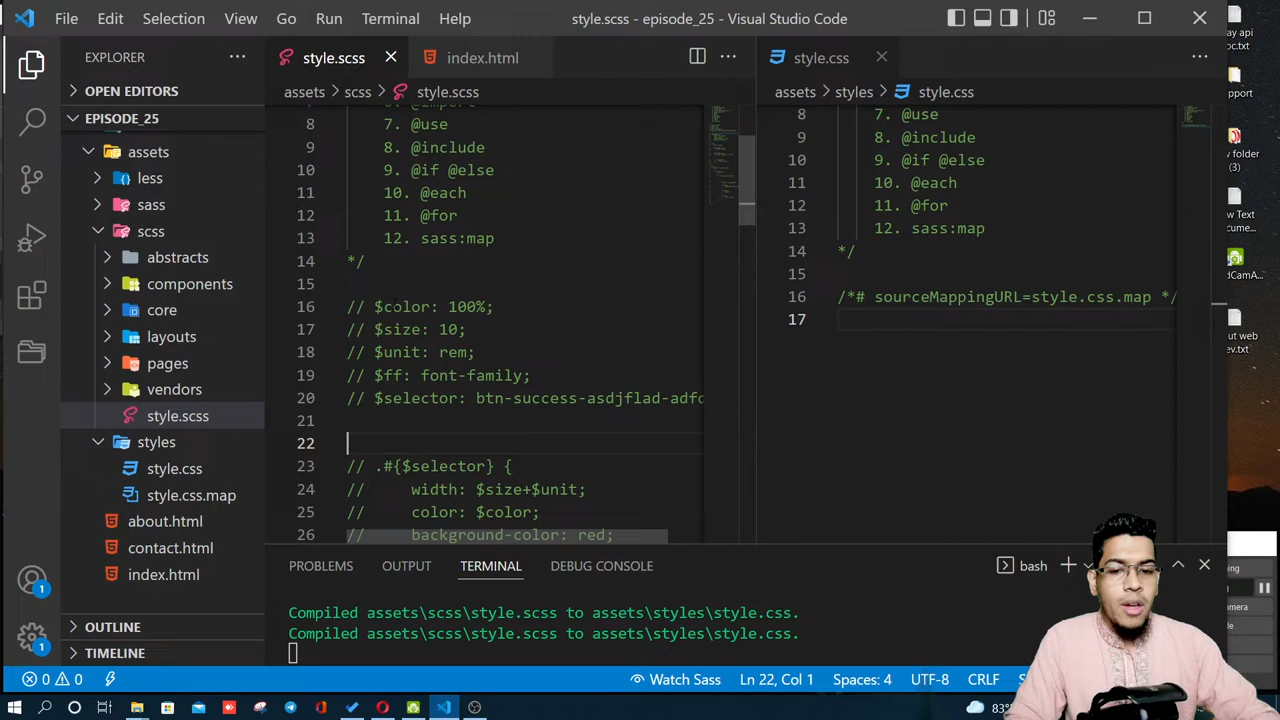 File Edit Selection View Go Run Terminal Help style.scss - episode_25 - Visual Studio Code
EXPLORER
OPEN EDITORS
EPISODE_25
assets
less
sass
scss
abstracts
components
core
layouts
pages
vendors
style.scss
styles
style.css
style.css.map
about.html
contact.html
index.html
OUTLINE
TIMELINE
style.scss index.html
assets scss style.scss
8 7. @use
9 8. @include
10 9. @if @else
11 10. @each
12 11. @for
13 12. sass:map
14 */
15
16 // $color: 100%;
17 // $size: 10;
18 // $unit: rem;
19 // $ff: font-family;
20 // $selector: btn-success-asdjflad-adfd
21
22
23 // .#{$selector} {
24 // width: $size+$unit;
25 // color: $color;
26 // background-color: red;
style.css
assets styles style.css
8 7. @use
9 8. @include
10 9. @if @else
11 10. @each
12 11. @for
13 12. sass:map
14 */
15
16 /*# sourceMappingURL=style.css.map */
17
PROBLEMS OUTPUT TERMINAL DEBUG CONSOLE bash
Compiled assets\scss\style.scss to assets\styles\style.css.
Compiled assets\scss\style.scss to assets\styles\style.css.
1
1
0 0 Watch Sass Ln 22, Col 1 Spaces: 4 UTF-8 CRLF
83°